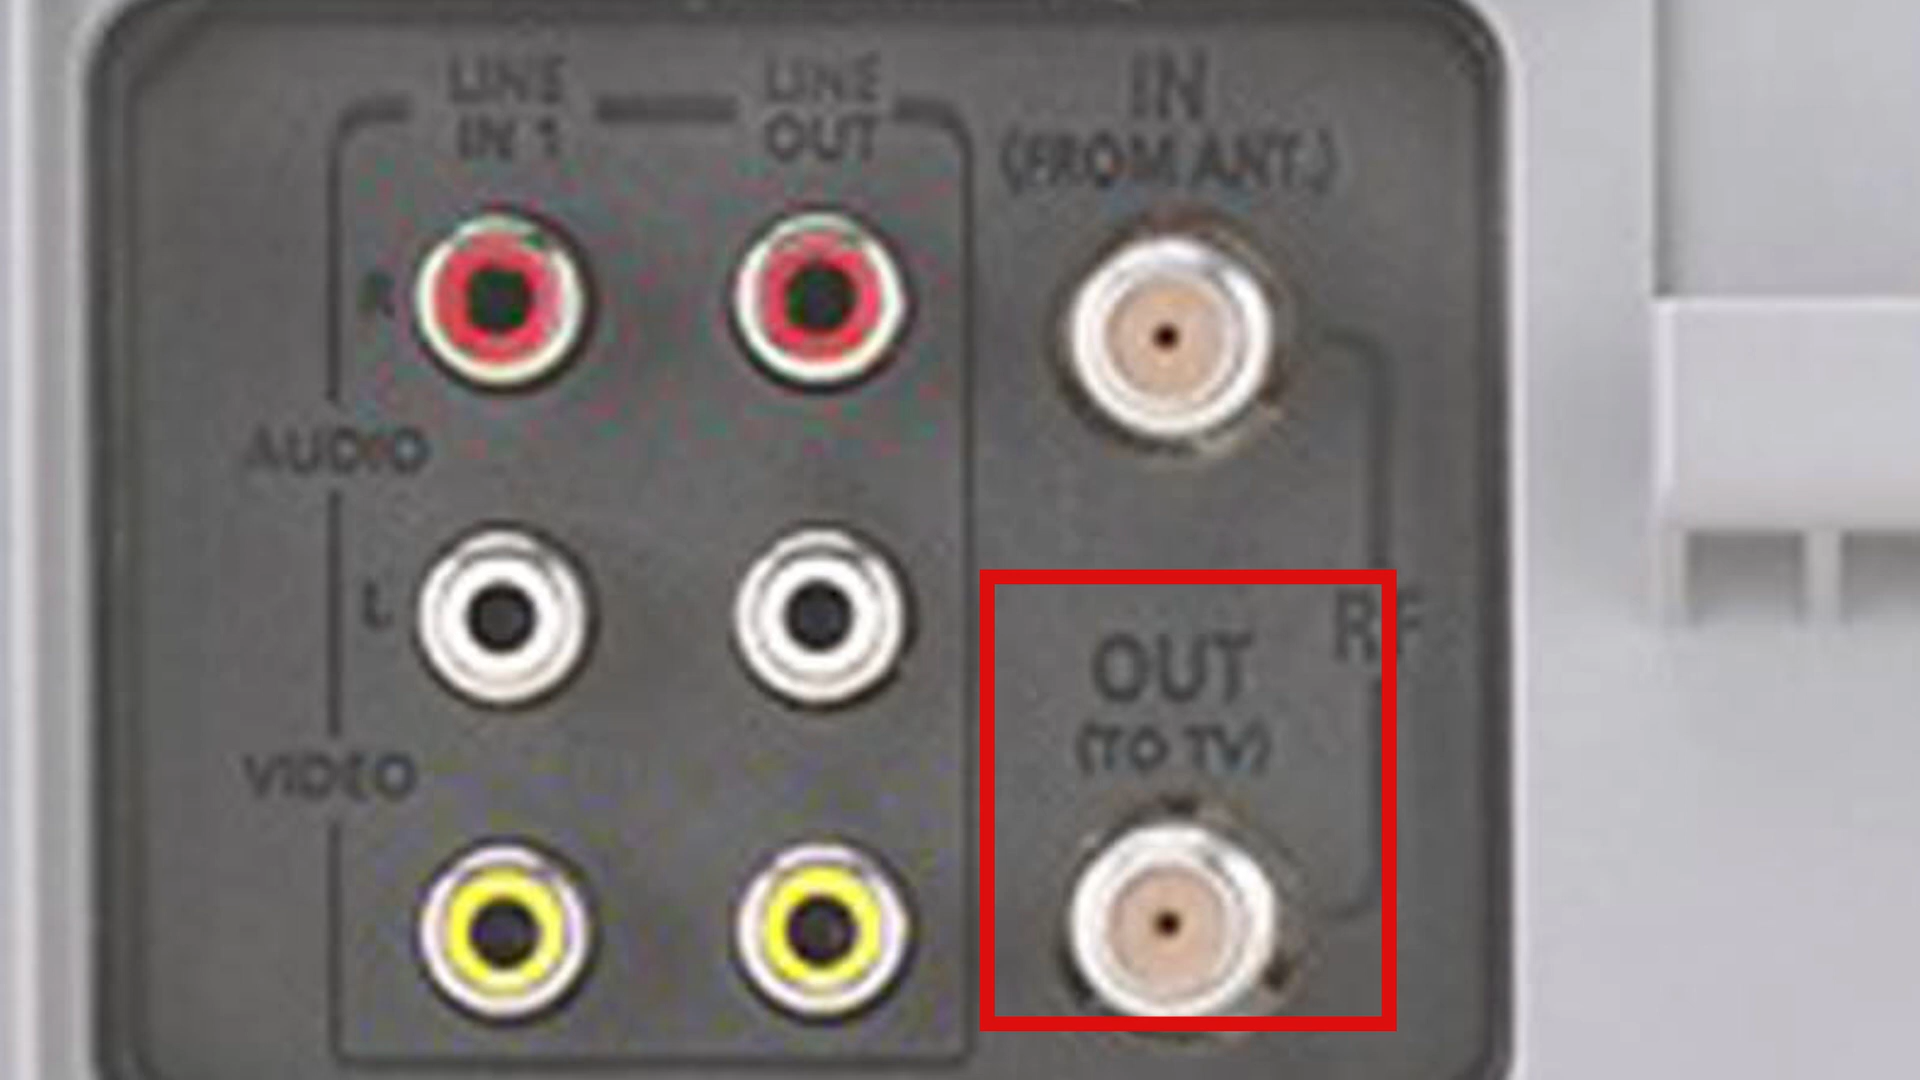 LINE
IN 1
LINE
OUT
IN
(FROM ANT.)
R
AUDIO
L
RF
OUT
(TO TV)
VIDEO